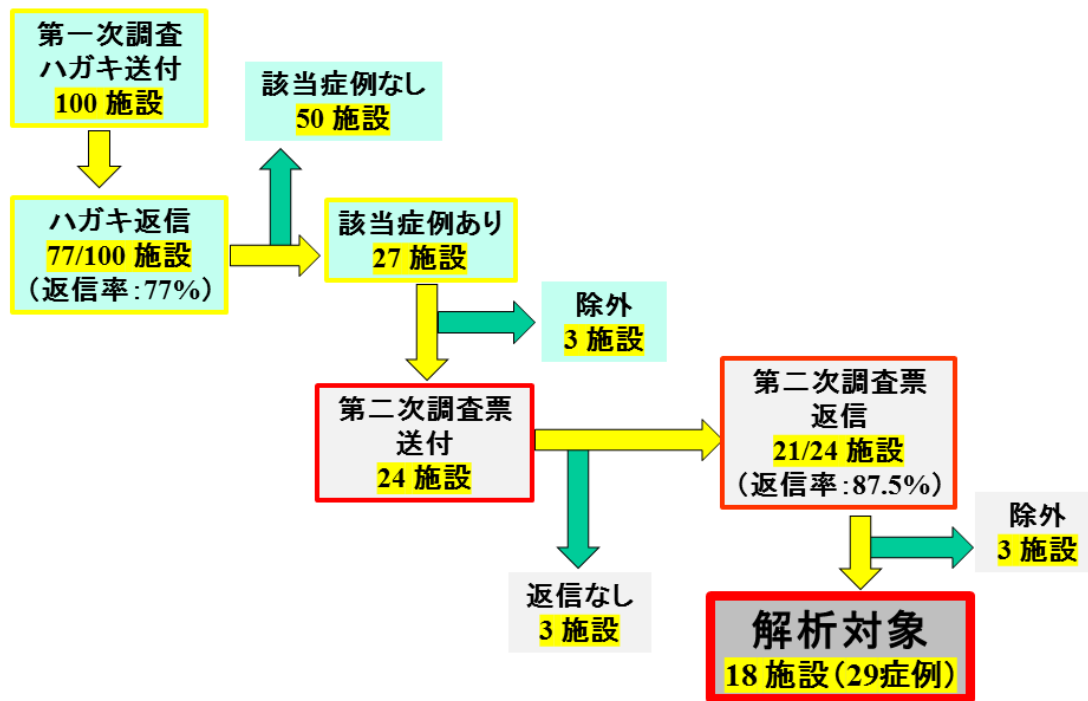 第一次調査
ハガキ送付
100 施設
該当症例なし
50 施設
ハガキ返信
77/100 施設
（返信率：77%）
該当症例あり
27 施設
除外
3 施設
第二次調査票
送付
24 施設
第二次調査票
返信
21/24 施設
（返信率：87.5%）
返信なし
3 施設
除外
3 施設
解析対象
18 施設（29症例）